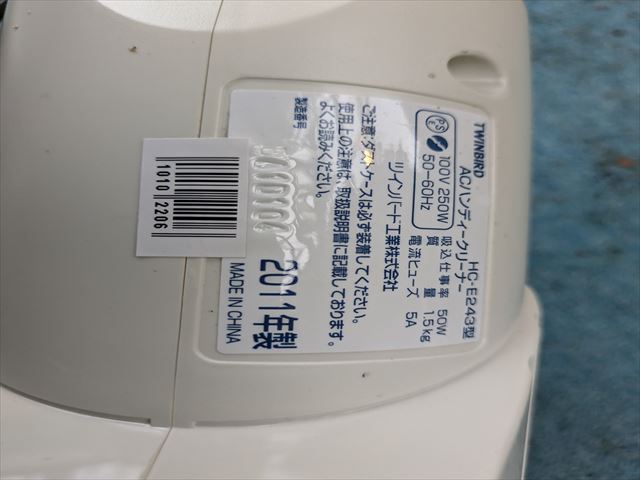 TWINBIRD
ACハンディークリーナー HC-E243型
PS
E
100V 250W
50-60Hz
吸込仕事率 50W
質量 1.5kg
電流ヒューズ 5A
ツインバード工業株式会社
ご注意:ダストケースは必ず装着してください。
使用上の注意は、取扱説明書に記載しております。
よくお読みください。
製造番号
2011年製
MADE IN CHINA
1010 2206